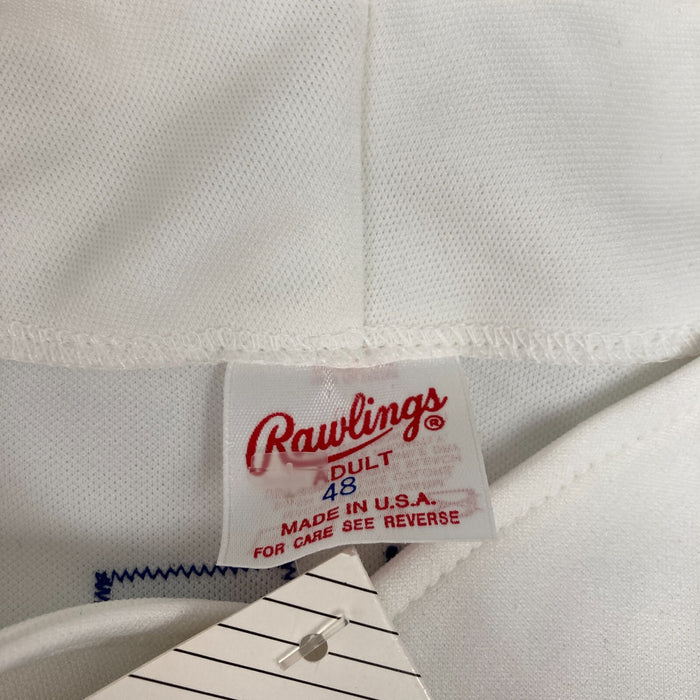 Rawlings®
ADULT
48
MADE IN U.S.A.
FOR CARE SEE REVERSE